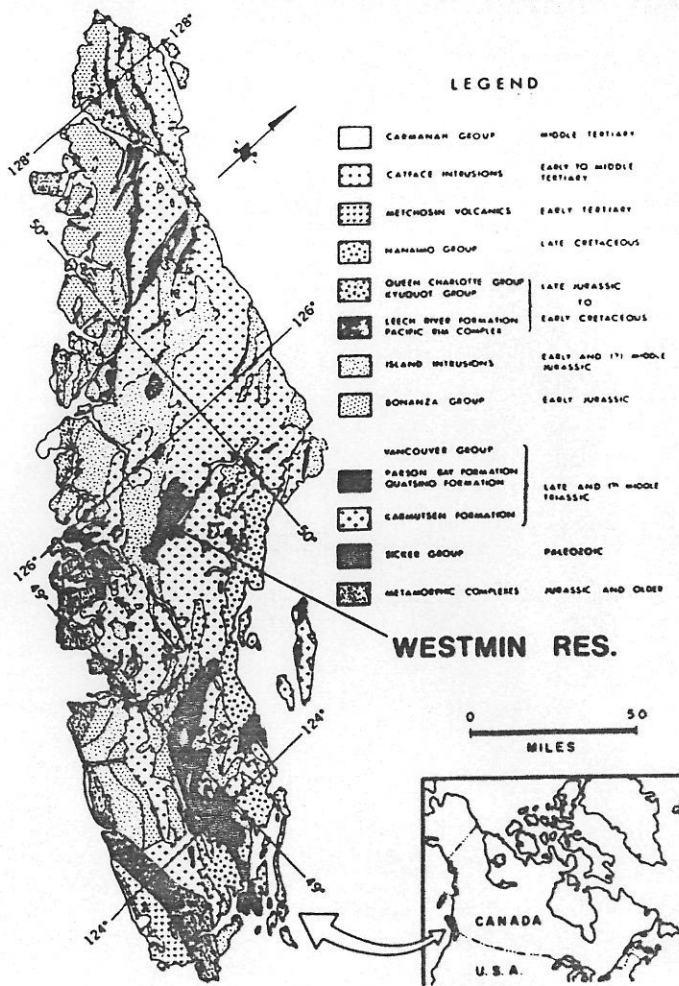 LEGEND
CARMANAH GROUP MIDDLE TERTIARY
CATFACE INTRUSIONS EARLY TO MIDDLE
TERTIARY
METCHOSIN VOLCANICS EARLY TERTIARY
NANAIMO GROUP LATE CRETACEOUS
QUEEN CHARLOTTE GROUP
KYUQUOT GROUP
LATE JURASSIC
TO
EARLY CRETACEOUS
LEECH RIVER FORMATION
PACIFIC RIM COMPLEX
ISLAND INTRUSIONS EARLY AND (?) MIDDLE
JURASSIC
BONANZA GROUP EARLY JURASSIC
VANCOUVER GROUP
PARSON BAY FORMATION
QUATSINO FORMATION
LATE AND (?) MIDDLE
TRIASSIC
KARMUTSEN FORMATION
SICKER GROUP PALEOZOIC
METAMORPHIC COMPLEXES JURASSIC AND OLDER
WESTMIN RES.
0 50
MILES
CANADA
U.S.A.
128°
128°
50°
126°
50°
126°
49°
124°
49°
124°